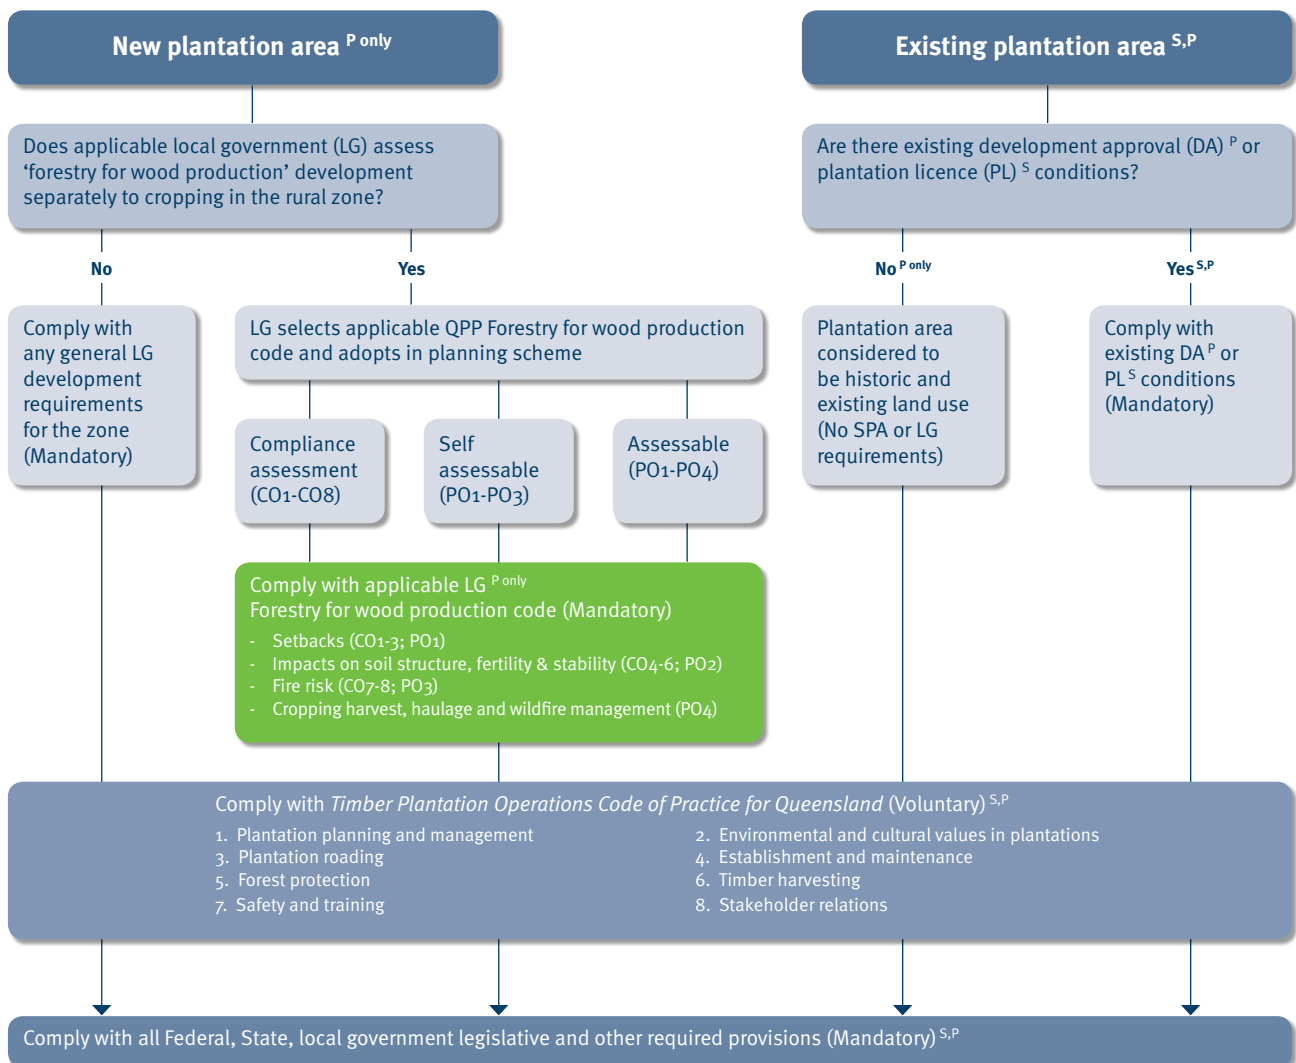 New plantation area P only
Existing plantation area S,P
Does applicable local government (LG) assess
‘forestry for wood production’ development
separately to cropping in the rural zone?
Are there existing development approval (DA) P or
plantation licence (PL) S conditions?
No
Yes
No P only
Yes S,P
Comply with
any general LG
development
requirements
for the zone
(Mandatory)
LG selects applicable QPP Forestry for wood production
code and adopts in planning scheme
Compliance
assessment
(CO1-CO8)
Self
assessable
(PO1-PO3)
Assessable
(PO1-PO4)
Plantation area
considered to
be historic and
existing land use
(No SPA or LG
requirements)
Comply with
existing DA P or
PL S conditions
(Mandatory)
Comply with applicable LG P only
Forestry for wood production code (Mandatory)
- Setbacks (CO1-3; PO1)
- Impacts on soil structure, fertility & stability (CO4-6; PO2)
- Fire risk (CO7-8; PO3)
- Cropping harvest, haulage and wildfire management (PO4)
Comply with Timber Plantation Operations Code of Practice for Queensland (Voluntary) S,P
1. Plantation planning and management
2. Environmental and cultural values in plantations
3. Plantation roading
4. Establishment and maintenance
5. Forest protection
6. Timber harvesting
7. Safety and training
8. Stakeholder relations
Comply with all Federal, State, local government legislative and other required provisions (Mandatory) S,P